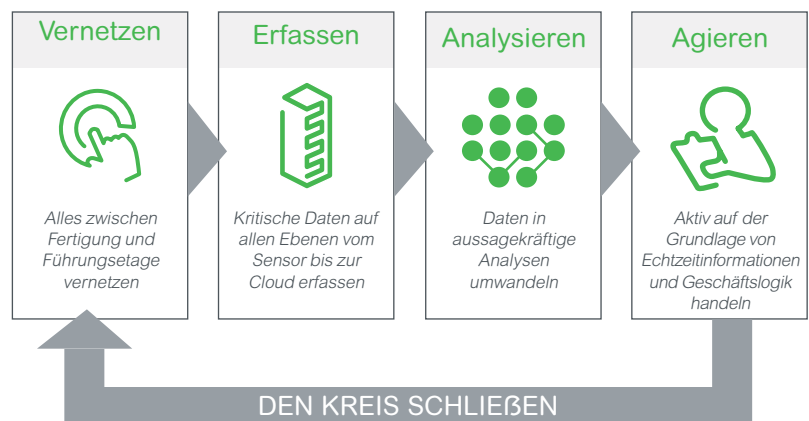 Vernetzen
Alles zwischen
Fertigung und
Führungsetage
vernetzen
Erfassen
Kritische Daten auf
allen Ebenen vom
Sensor bis zur
Cloud erfassen
Analysieren
Daten in
aussagekräftige
Analysen
umwandeln
Agieren
Aktiv auf der
Grundlage von
Echtzeitinformationen
und Geschäftslogik
handeln
DEN KREIS SCHLIEßEN